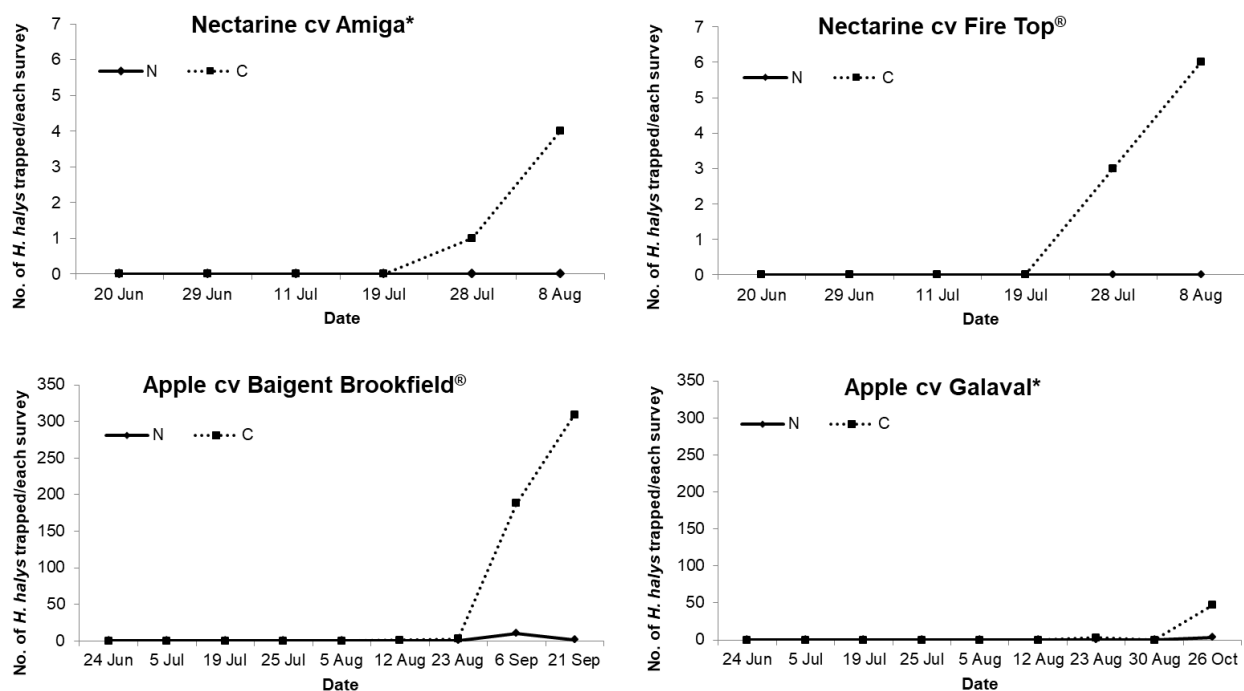 Nectarine cv Amiga*
No. of H. halys trapped/each survey
7
6
5
4
3
2
1
0
N
C
20 Jun 29 Jun 11 Jul 19 Jul 28 Jul 8 Aug
Date
Nectarine cv Fire Top®
No. of H. halys trapped/each survey
7
6
5
4
3
2
1
0
N
C
20 Jun 29 Jun 11 Jul 19 Jul 28 Jul 8 Aug
Date
Apple cv Baigent Brookfield®
No. of H. halys trapped/each survey
350
300
250
200
150
100
50
0
N
C
24 Jun 5 Jul 19 Jul 25 Jul 5 Aug 12 Aug 23 Aug 6 Sep 21 Sep
Date
Apple cv Galaval*
No. of H. halys trapped/each survey
350
300
250
200
150
100
50
0
N
C
24 Jun 5 Jul 19 Jul 25 Jul 5 Aug 12 Aug 23 Aug 30 Aug 26 Oct
Date